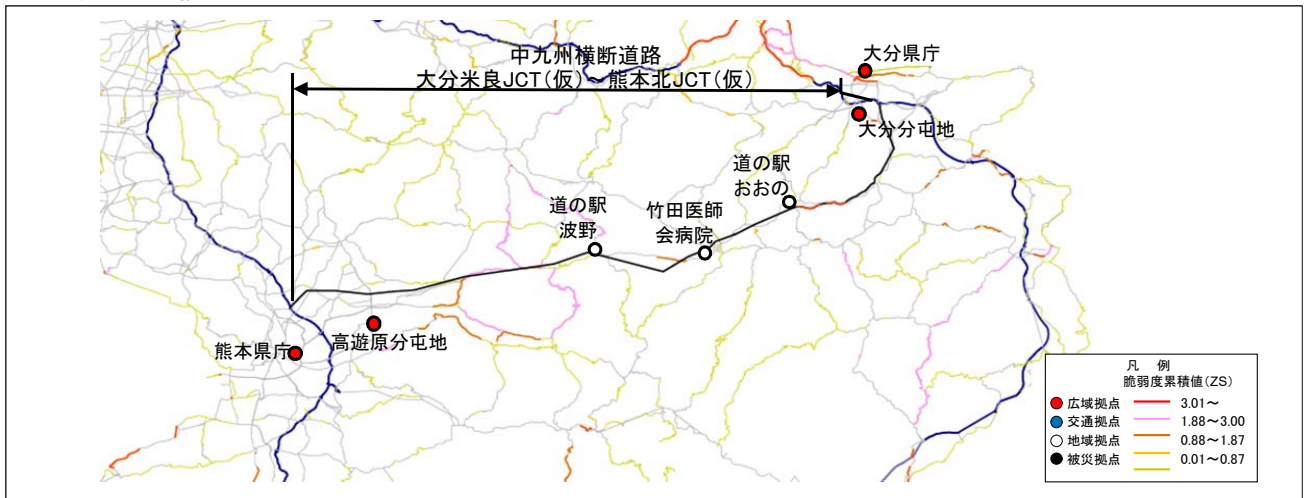 中九州横断道路
大分米良JCT(仮)～熊本北JCT(仮)
大分県庁
大分分屯地
道の駅
おおの
竹田医師
会病院
道の駅
波野
高遊原分屯地
熊本県庁
凡 例
脆弱度累積値(ZS)
広域拠点 3.01～
交通拠点 1.88～3.00
地域拠点 0.88～1.87
被災拠点 0.01～0.87